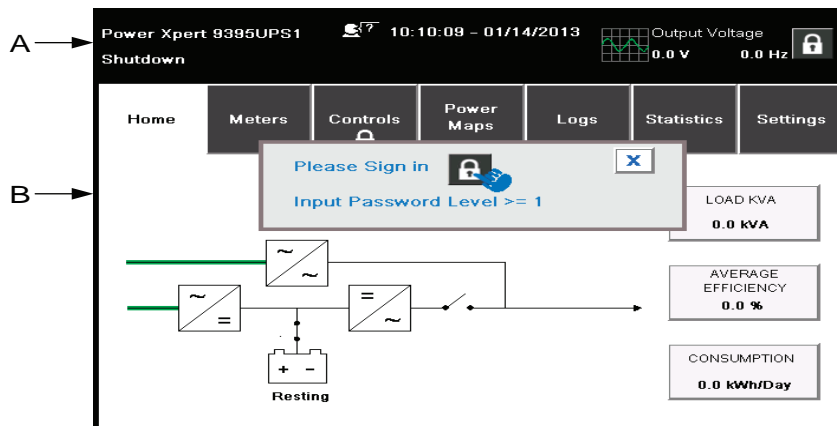 A
Power Xpert 9395UPS1
? 10:10:09 - 01/14/2013
Output Voltage
Shutdown
0.0 V 0.0 Hz
Home Meters Controls Power Maps Logs Statistics Settings
B
Please Sign in X
Input Password Level >= 1
LOAD KVA
0.0 kVA
AVERAGE
EFFICIENCY
0.0 %
CONSUMPTION
0.0 kWh/Day
~ ~
~ =
= ~
+ -
Resting